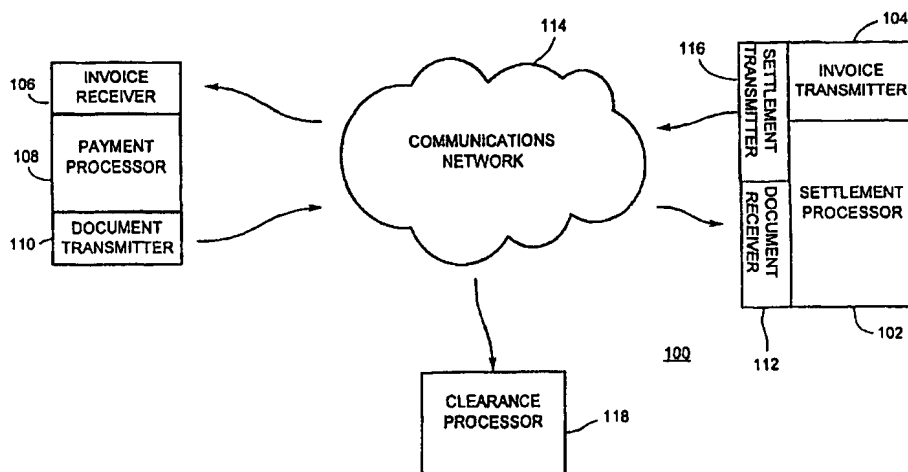 114
104
116
106
INVOICE
RECEIVER
SETTLEMENT
TRANSMITTER
INVOICE
TRANSMITTER
108
PAYMENT
PROCESSOR
COMMUNICATIONS
NETWORK
110
DOCUMENT
TRANSMITTER
DOCUMENT
RECEIVER
SETTLEMENT
PROCESSOR
102
112
100
CLEARANCE
PROCESSOR
118